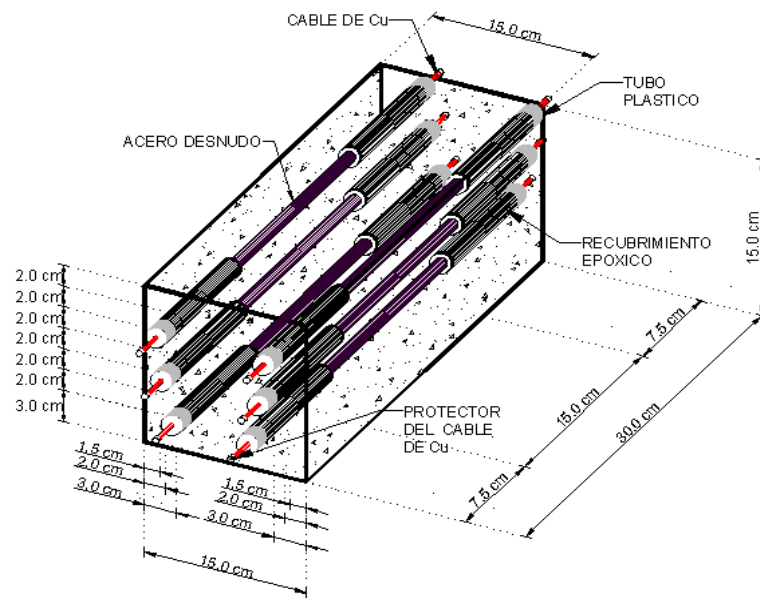 CABLE DE Cu
15.0 cm
TUBO
PLASTICO
ACERO DESNUDO
15.0 cm
RECUBRIMIENTO
EPOXICO
2.0 cm
2.0 cm
2.0 cm
2.0 cm
2.0 cm
2.0 cm
3.0 cm
7.5 cm
15.0 cm
30.0 cm
7.5 cm
PROTECTOR
DEL CABLE
DE Cu
1.5 cm
2.0 cm
3.0 cm
1.5 cm
2.0 cm
3.0 cm
15.0 cm